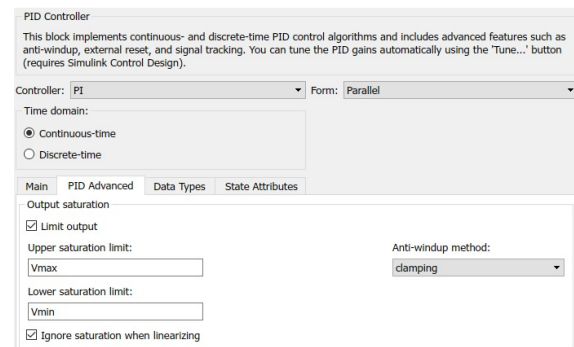 PID Controller
This block implements continuous- and discrete-time PID control algorithms and includes advanced features such as
anti-windup, external reset, and signal tracking. You can tune the PID gains automatically using the 'Tune...' button
(requires Simulink Control Design).
Controller: PI Form: Parallel
Time domain:
Continuous-time
Discrete-time
Main PID Advanced Data Types State Attributes
Output saturation
Limit output
Upper saturation limit: Anti-windup method:
Vmax clamping
Lower saturation limit:
Vmin
Ignore saturation when linearizing